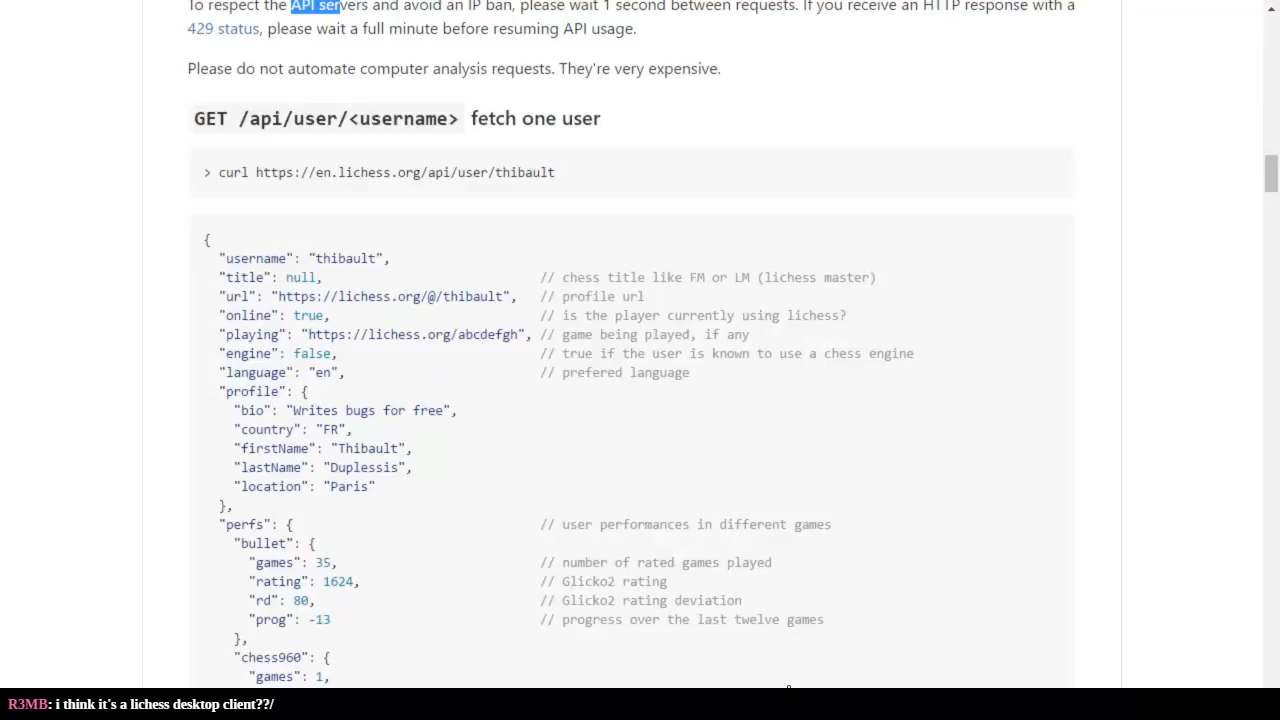 To respect the API servers and avoid an IP ban, please wait 1 second between requests. If you receive an HTTP response with a
429 status, please wait a full minute before resuming API usage.
Please do not automate computer analysis requests. They're very expensive.
GET /api/user/<username> fetch one user
> curl https://en.lichess.org/api/user/thibault
{
"username": "thibault",
"title": null, // chess title like FM or LM (lichess master)
"url": "https://lichess.org/@/thibault", // profile url
"online": true, // is the player currently using lichess?
"playing": "https://lichess.org/abcdefgh", // game being played, if any
"engine": false, // true if the user is known to use a chess engine
"language": "en", // prefered language
"profile": {
"bio": "Writes bugs for free",
"country": "FR",
"firstName": "Thibault",
"lastName": "Duplessis",
"location": "Paris"
},
"perfs": { // user performances in different games
"bullet": {
"games": 35, // number of rated games played
"rating": 1624, // Glicko2 rating
"rd": 80, // Glicko2 rating deviation
"prog": -13 // progress over the last twelve games
},
"chess960": {
"games": 1,
R3MB: i think it's a lichess desktop client??/